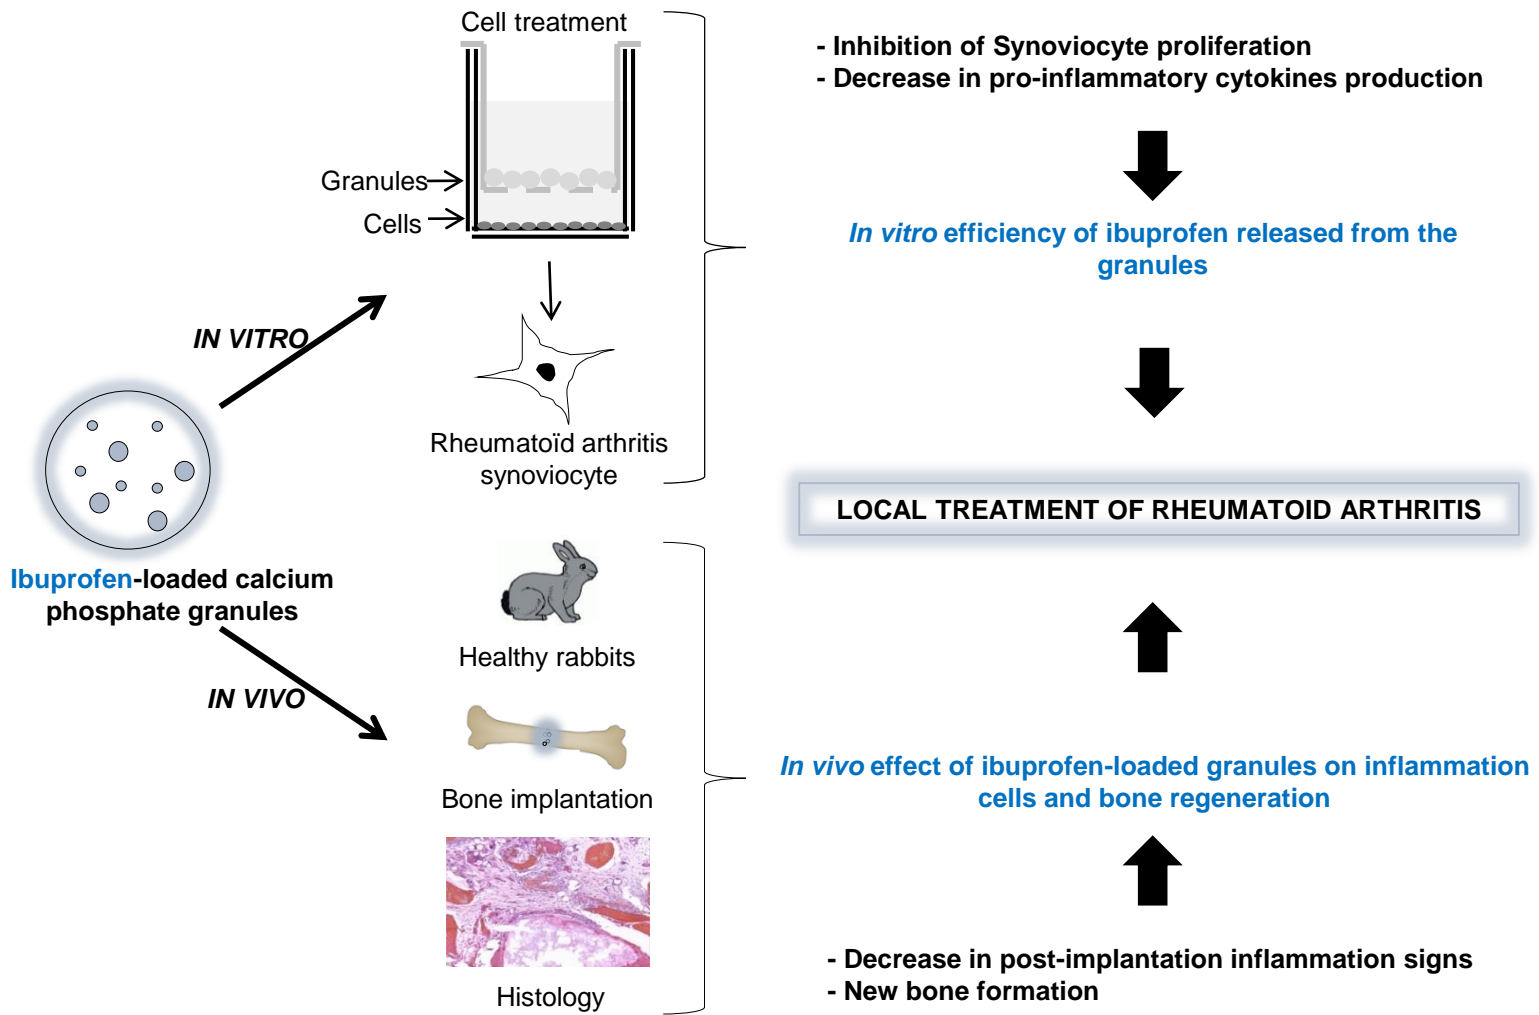 Cell treatment
Granules
Cells
IN VITRO
Rheumatoïd arthritis
synoviocyte
Ibuprofen-loaded calcium
phosphate granules
IN VIVO
Healthy rabbits
Bone implantation
Histology
- Inhibition of Synoviocyte proliferation
- Decrease in pro-inflammatory cytokines production
In vitro efficiency of ibuprofen released from the
granules
LOCAL TREATMENT OF RHEUMATOID ARTHRITIS
In vivo effect of ibuprofen-loaded granules on inflammation
cells and bone regeneration
- Decrease in post-implantation inflammation signs
- New bone formation